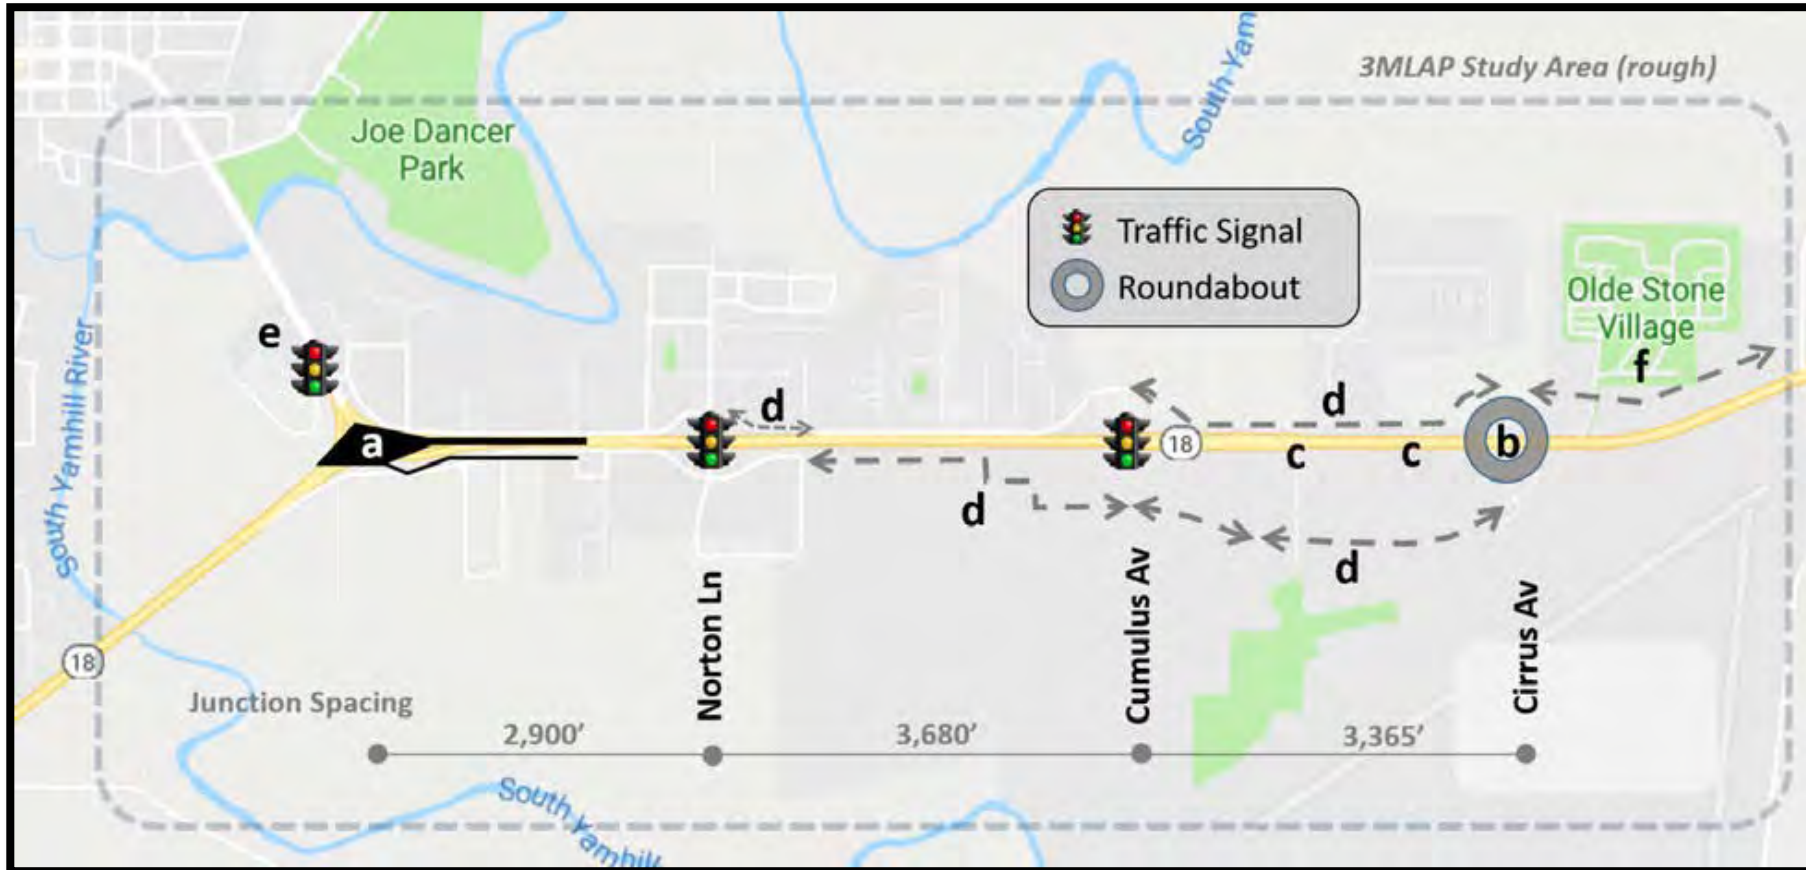 3MLAP Study Area (rough)
South Yam
Joe Dancer
Park
Traffic Signal
Roundabout
Olde Stone
Village
South Yamhill River
e
f
d
d
a
18
b
c
c
d
d
Norton Ln
Cumulus Av
Cirrus Av
18
Junction Spacing
2,900’
3,680’
3,365’
South Yamhill